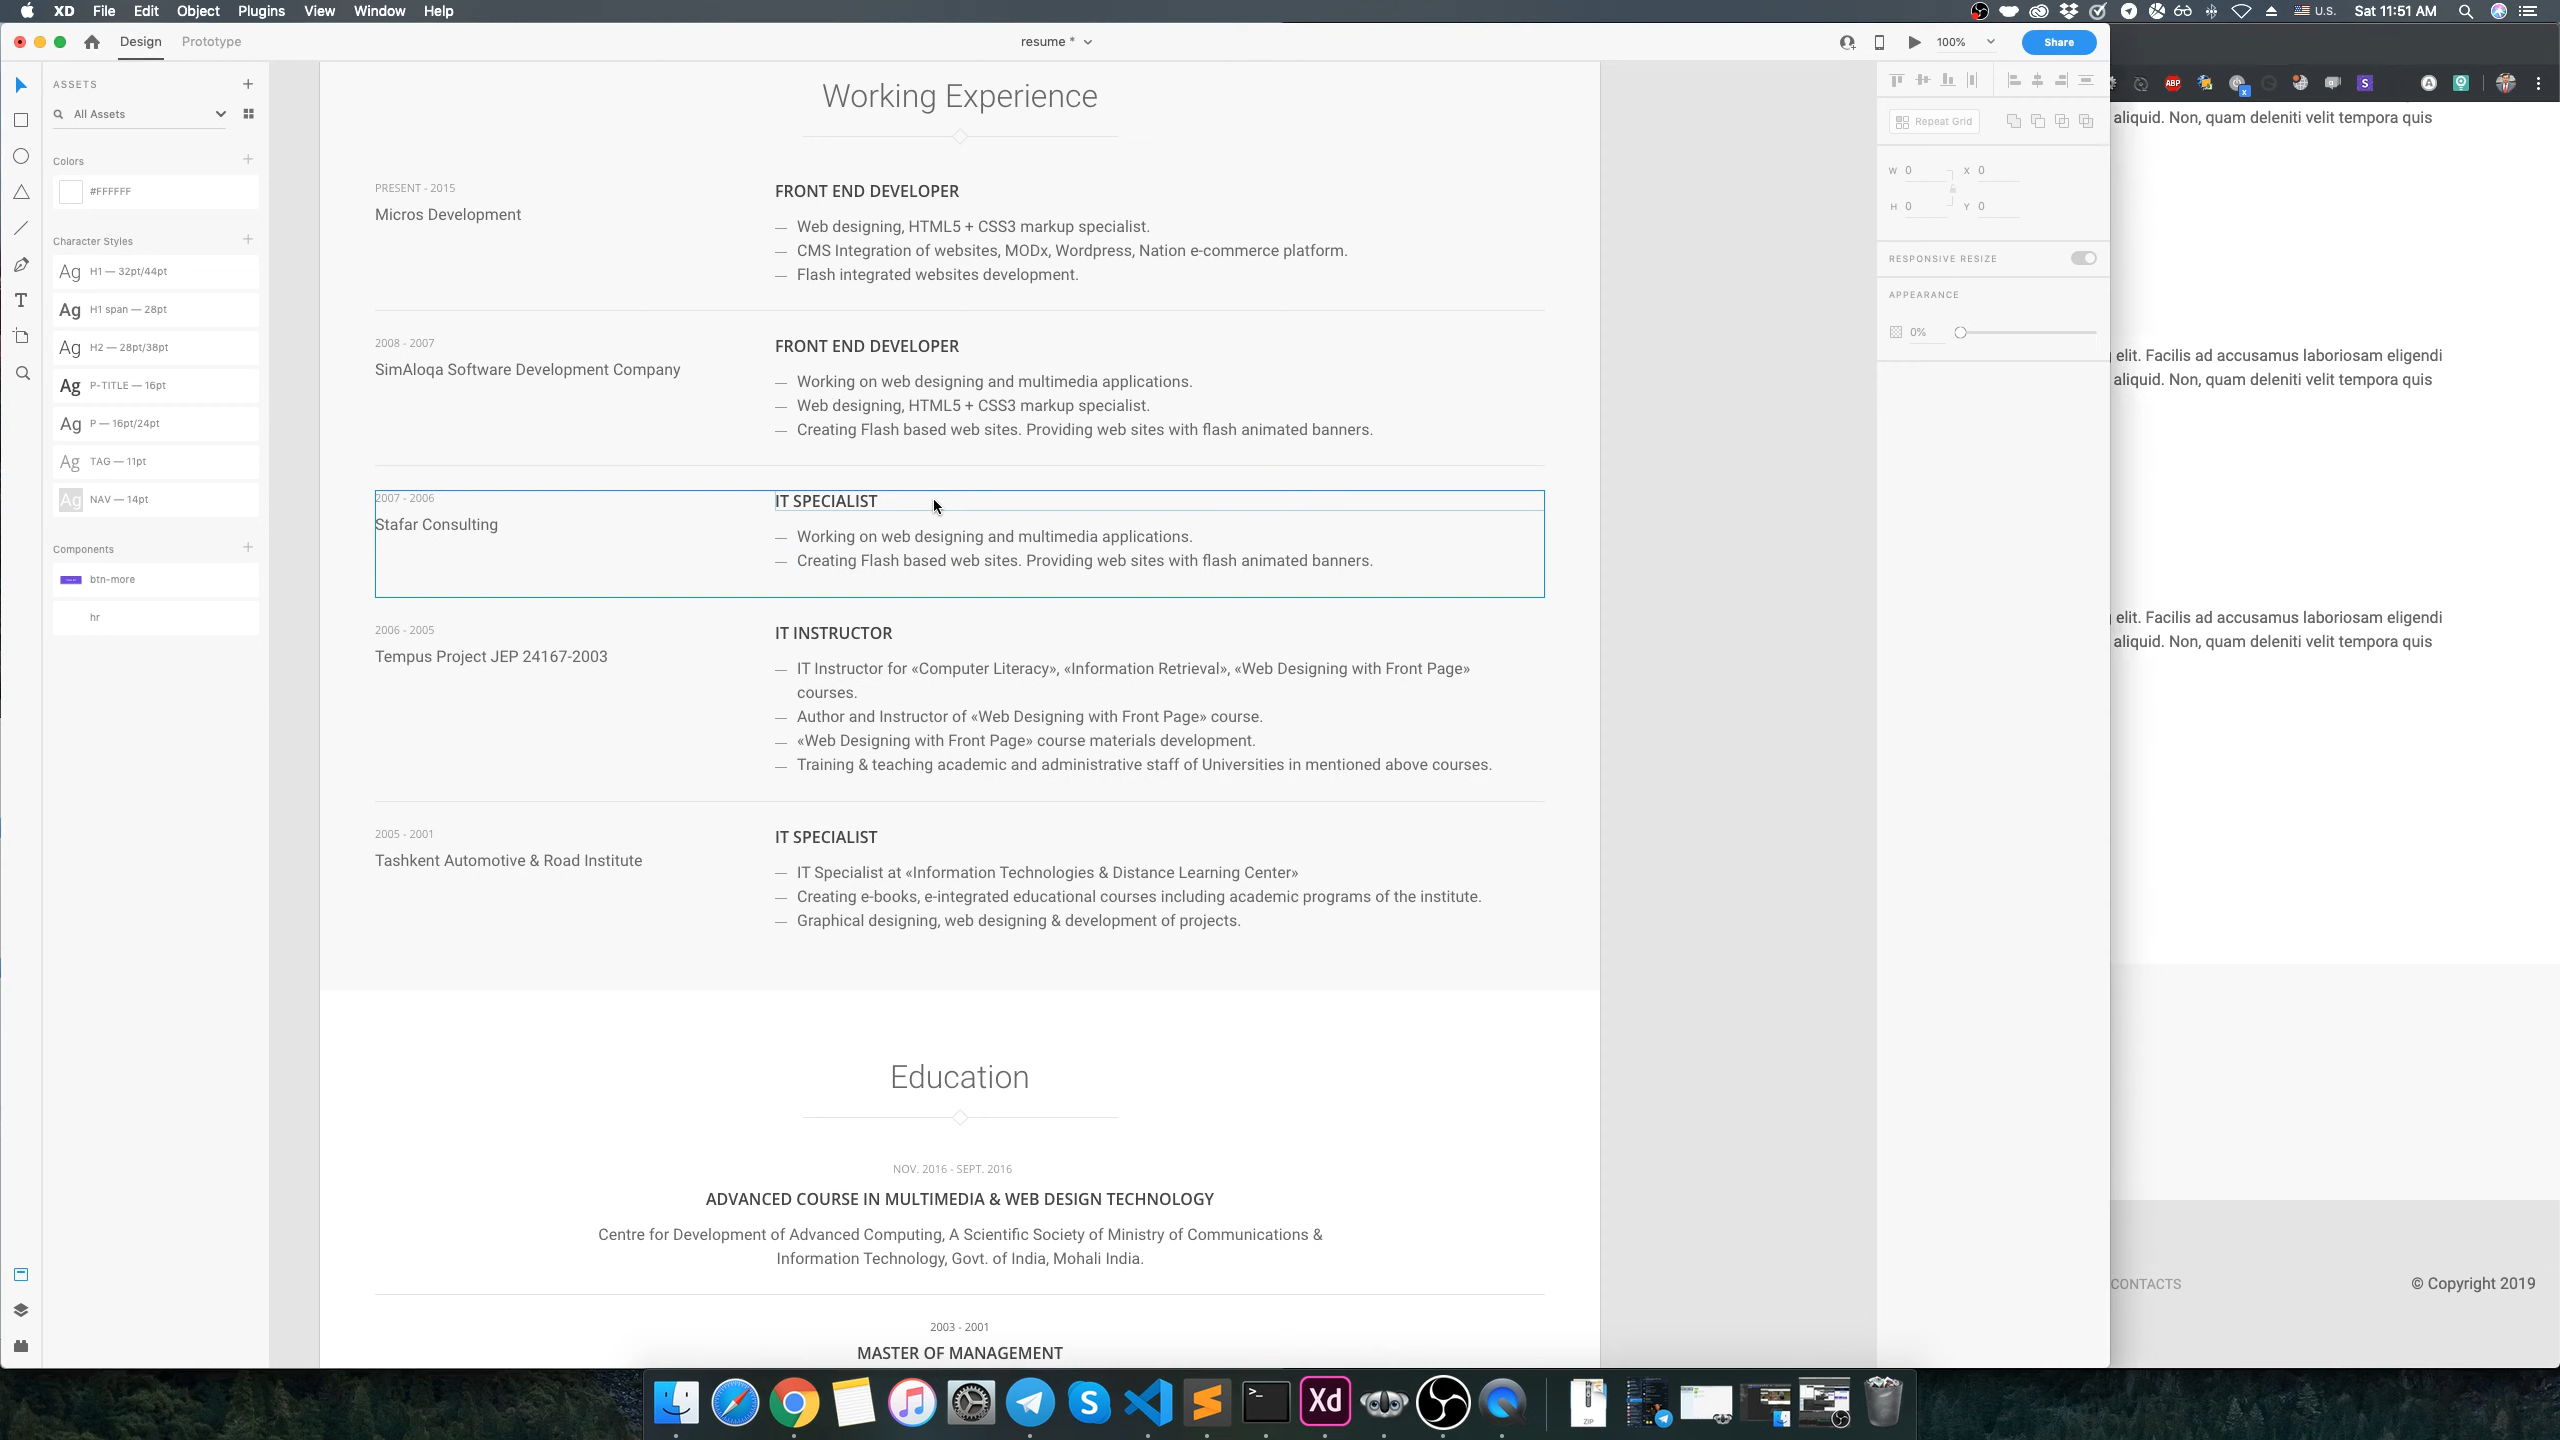 XD File Edit Object Plugins View Window Help
U.S. Sat 11:51 AM
Design Prototype
resume *
100%
Share
ASSETS
All Assets
Colors
#FFFFFF
Character Styles
Ag H1 — 32pt/44pt
Ag H1 span — 28pt
Ag H2 — 28pt/38pt
Ag P-TITLE — 16pt
Ag P — 16pt/24pt
Ag TAG — 11pt
Ag NAV — 14pt
Components
btn-more
hr
Working Experience
PRESENT - 2015
Micros Development
FRONT END DEVELOPER
— Web designing, HTML5 + CSS3 markup specialist.
— CMS Integration of websites, MODx, Wordpress, Nation e-commerce platform.
— Flash integrated websites development.
2008 - 2007
SimAloqa Software Development Company
FRONT END DEVELOPER
— Working on web designing and multimedia applications.
— Web designing, HTML5 + CSS3 markup specialist.
— Creating Flash based web sites. Providing web sites with flash animated banners.
2007 - 2006
Stafar Consulting
IT SPECIALIST
— Working on web designing and multimedia applications.
— Creating Flash based web sites. Providing web sites with flash animated banners.
2006 - 2005
Tempus Project JEP 24167-2003
IT INSTRUCTOR
— IT Instructor for «Computer Literacy», «Information Retrieval», «Web Designing with Front Page»
courses.
— Author and Instructor of «Web Designing with Front Page» course.
— «Web Designing with Front Page» course materials development.
— Training & teaching academic and administrative staff of Universities in mentioned above courses.
2005 - 2001
Tashkent Automotive & Road Institute
IT SPECIALIST
— IT Specialist at «Information Technologies & Distance Learning Center»
— Creating e-books, e-integrated educational courses including academic programs of the institute.
— Graphical designing, web designing & development of projects.
Education
NOV. 2016 - SEPT. 2016
ADVANCED COURSE IN MULTIMEDIA & WEB DESIGN TECHNOLOGY
Centre for Development of Advanced Computing, A Scientific Society of Ministry of Communications &
Information Technology, Govt. of India, Mohali India.
2003 - 2001
MASTER OF MANAGEMENT
Repeat Grid
W 0 X 0
H 0 Y 0
RESPONSIVE RESIZE
APPEARANCE
0%
ABP
S
A
aliquid. Non, quam deleniti velit tempora quis
elit. Facilis ad accusamus laboriosam eligendi
aliquid. Non, quam deleniti velit tempora quis
elit. Facilis ad accusamus laboriosam eligendi
aliquid. Non, quam deleniti velit tempora quis
CONTACTS
© Copyright 2019
Xd
ZIP